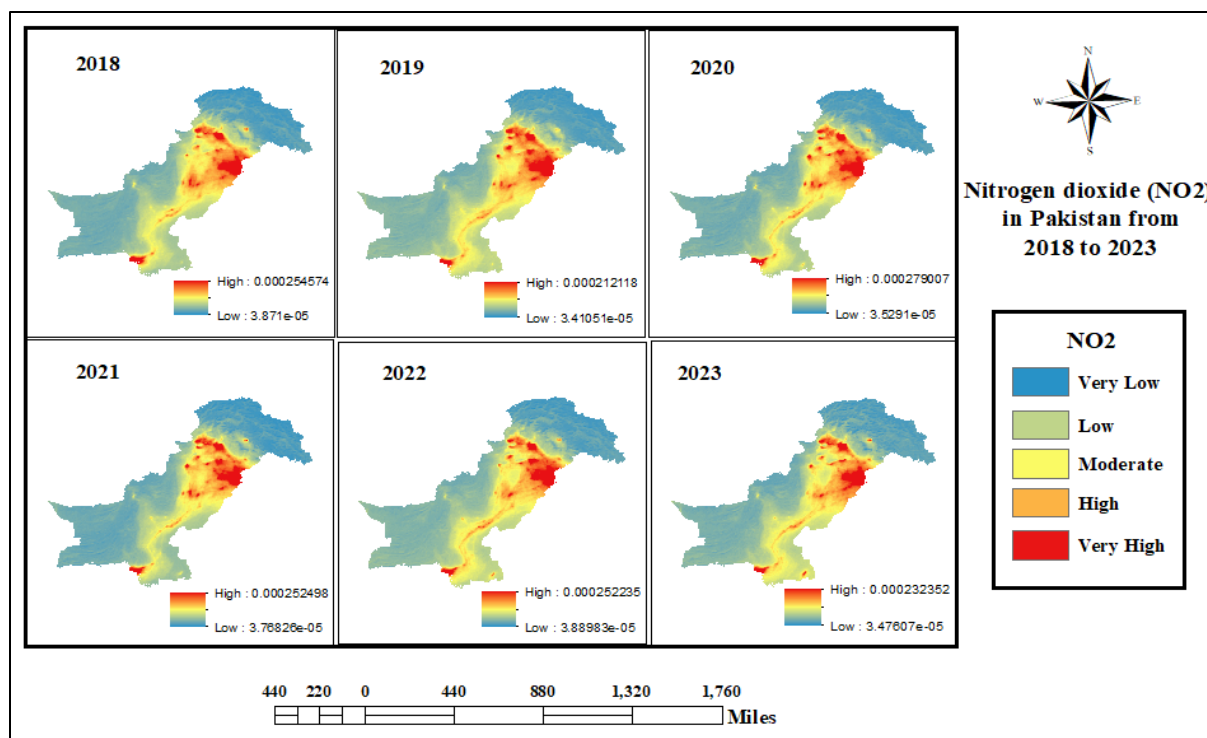 2018
High : 0.000254574
Low : 3.871e-05
2019
High : 0.000212118
Low : 3.41051e-05
2020
High : 0.000279007
Low : 3.5291e-05
2021
High : 0.000252498
Low : 3.76826e-05
2022
High : 0.000252235
Low : 3.88983e-05
2023
High : 0.000232352
Low : 3.47607e-05
N
W
E
S
Nitrogen dioxide (NO2)
in Pakistan from
2018 to 2023
NO2
Very Low
Low
Moderate
High
Very High
440 220 0 440 880 1,320 1,760
Miles